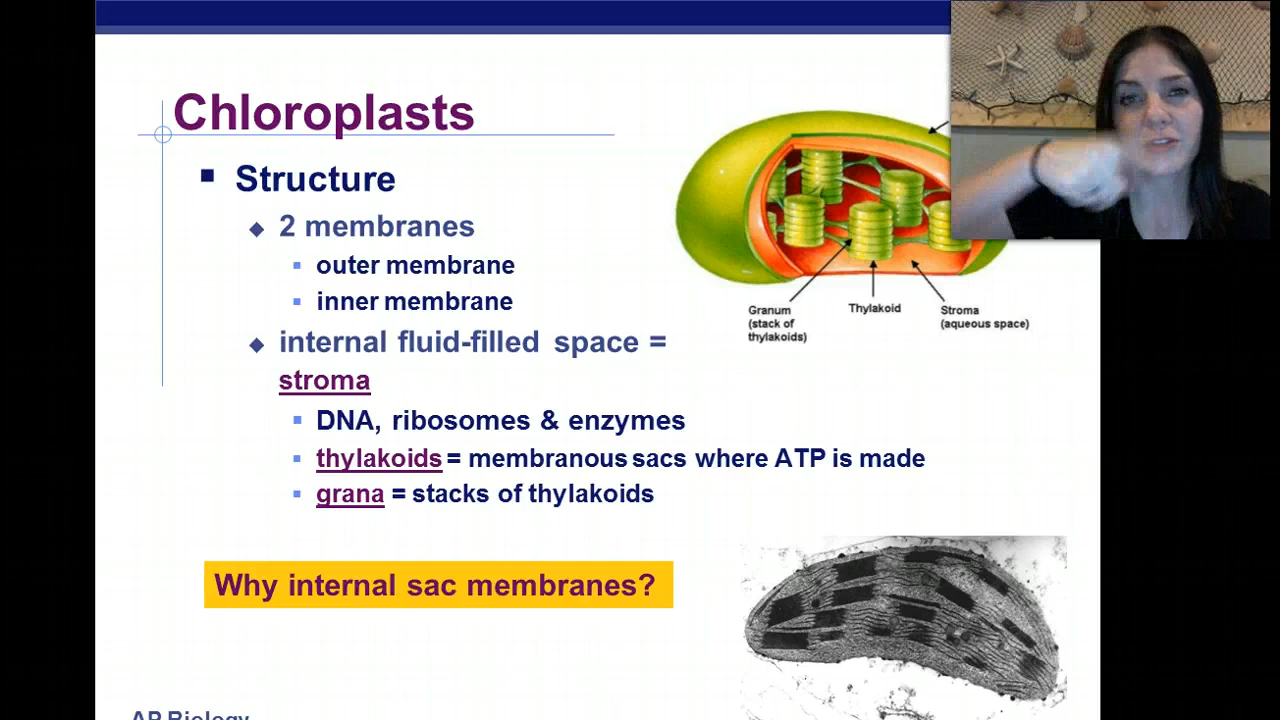 Chloroplasts
Structure
2 membranes
outer membrane
inner membrane
internal fluid-filled space =
stroma
DNA, ribosomes & enzymes
thylakoids = membranous sacs where ATP is made
grana = stacks of thylakoids
Why internal sac membranes?
Granum
(stack of
thylakoids)
Thylakoid
Stroma
(aqueous space)
AP Biology